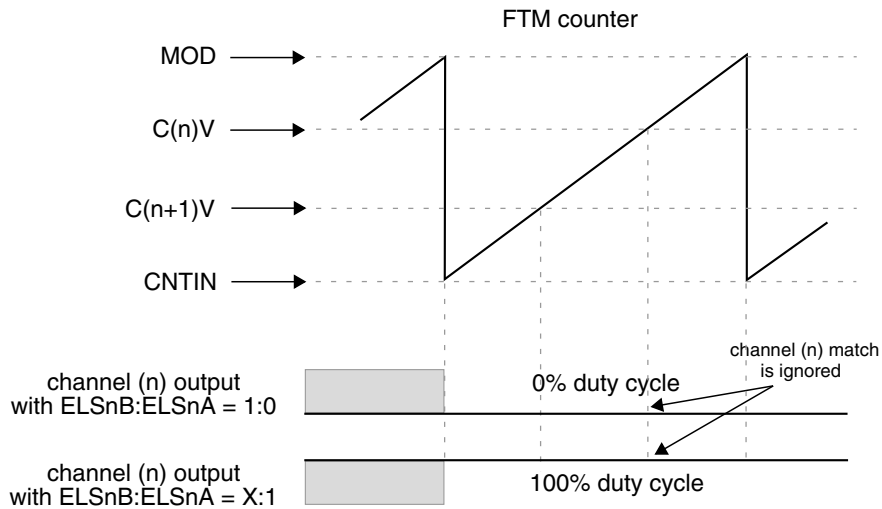 FTM counter
MOD
C(n)V
C(n+1)V
CNTIN
channel (n) match
is ignored
channel (n) output
with ELSnB:ELSnA = 1:0
0% duty cycle
channel (n) output
with ELSnB:ELSnA = X:1
100% duty cycle